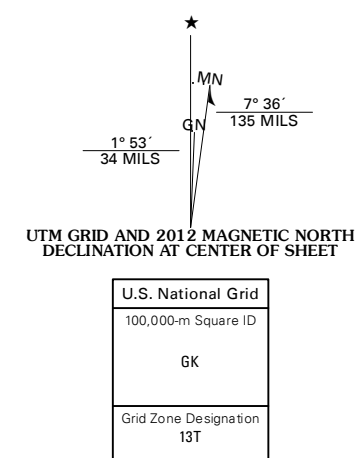 ★
MN
GN
7° 36´
135 MILS
1° 53´
34 MILS
UTM GRID AND 2012 MAGNETIC NORTH
DECLINATION AT CENTER OF SHEET
U.S. National Grid
100,000-m Square ID
GK
Grid Zone Designation
13T